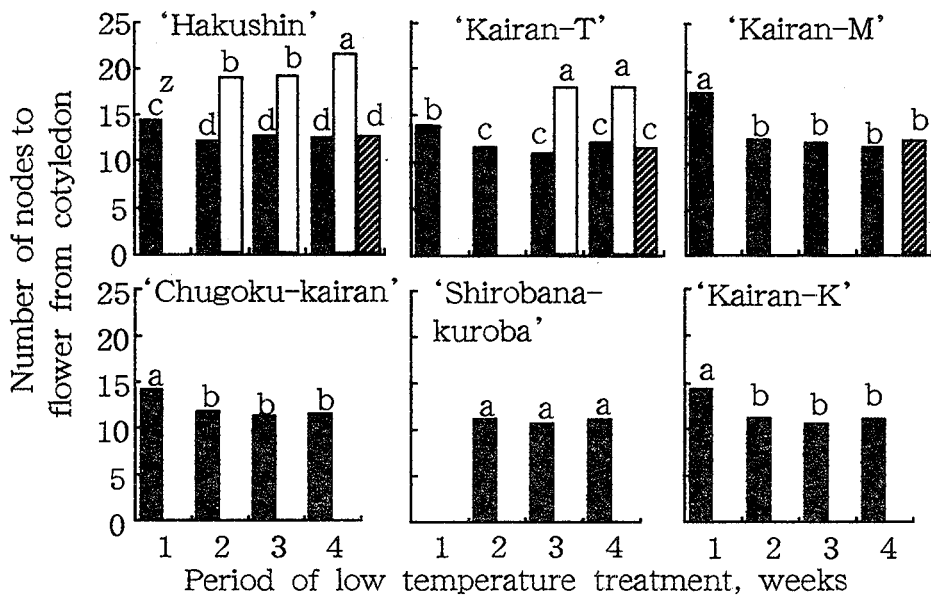 Number of nodes to
flower from cotyledon
25
20
15
10
5
0
'Hakushin'
c z
d
b
d
b
d
a
d
'Kairan-T'
b
c
c
a
c
a
c
'Kairan-M'
a
b
b
b
b
25
20
15
10
5
0
'Chugoku-kairan'
a
b
b
b
'Shirobana-
kuroba'
a
a
a
'Kairan-K'
a
b
b
b
1 2 3 4
1 2 3 4
1 2 3 4
Period of low temperature treatment, weeks